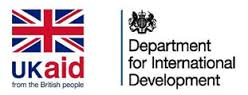 UKaid
from the British people
Department
for International
Development